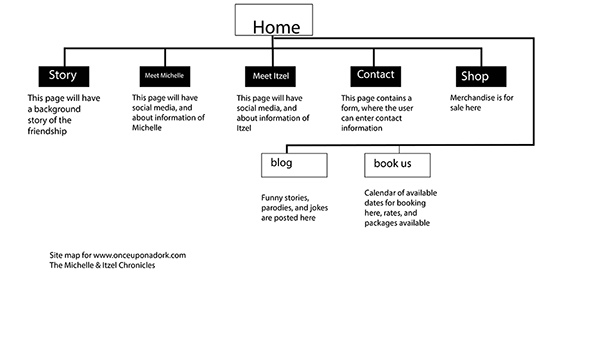 Home
Story
Meet Michelle
Meet Itzel
Contact
Shop
This page will have
a background
story of the
friendship
This page will have
social media, and
about information of
Michelle
This page will have
social media, and
about information of
Itzel
This page contains a
form, where the user
can enter contact
information
Merchandise is for
sale here
blog
book us
Funny stories,
parodies, and jokes
are posted here
Calendar of available
dates for booking
here, rates, and
packages available
Site map for www.onceuponadork.com
The Michelle & Itzel Chronicles